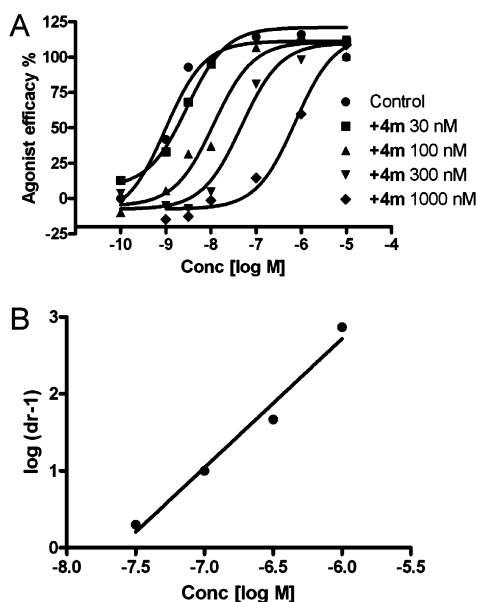 A
Agonist efficacy %
125
100
75
50
25
0
-25
-10 -9 -8 -7 -6 -5 -4
Conc [log M]
Control
+4m 30 nM
+4m 100 nM
+4m 300 nM
+4m 1000 nM
B
log (dr-1)
3
2
1
0
-8.0 -7.5 -7.0 -6.5 -6.0 -5.5
Conc [log M]